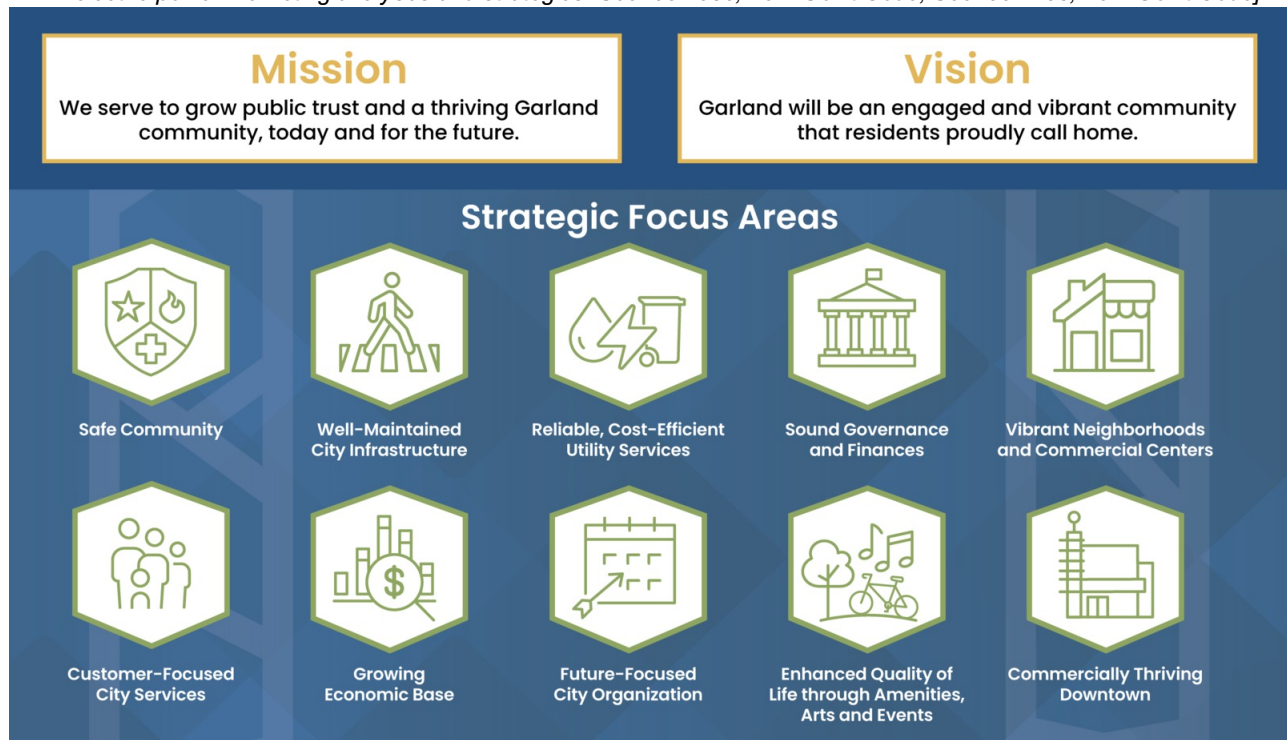 Mission
We serve to grow public trust and a thriving Garland
community, today and for the future.
Vision
Garland will be an engaged and vibrant community
that residents proudly call home.
Strategic Focus Areas
Safe Community
Well-Maintained
City Infrastructure
Reliable, Cost-Efficient
Utility Services
Sound Governance
and Finances
Vibrant Neighborhoods
and Commercial Centers
Customer-Focused
City Services
Growing
Economic Base
Future-Focused
City Organization
Enhanced Quality of
Life through Amenities,
Arts and Events
Commercially Thriving
Downtown